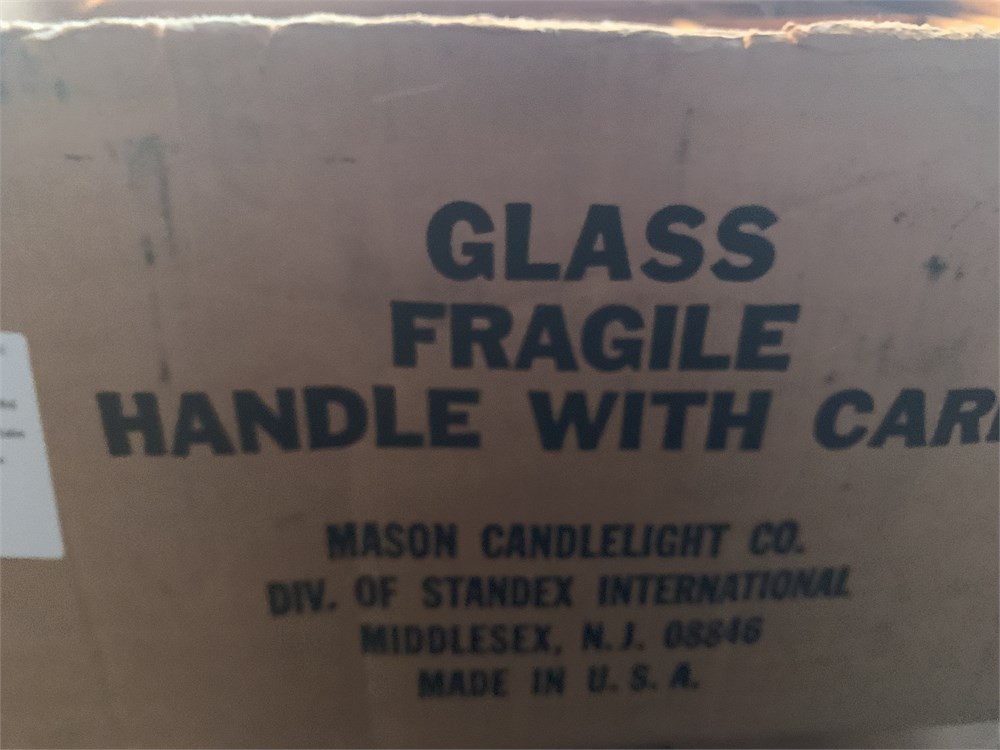 GLASS
FRAGILE
HANDLE WITH CAR
MASON CANDLELIGHT CO.
DIV. OF STANDEX INTERNATIONAL
MIDDLESEX, N.J. 08846
MADE IN U.S.A.